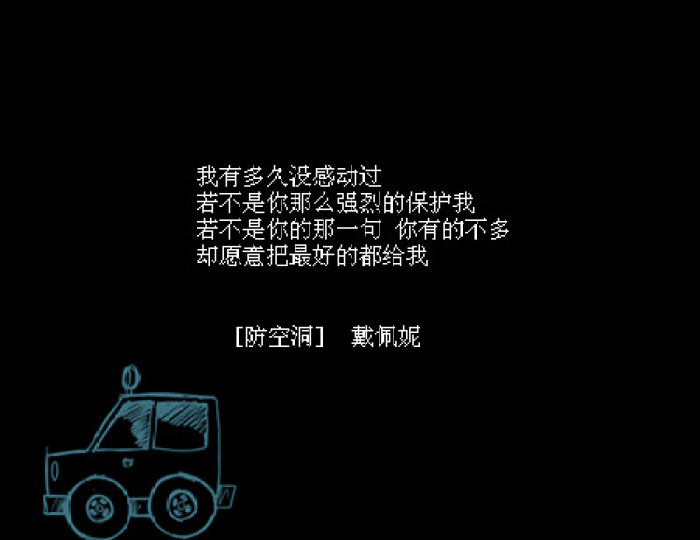 我有多久没感动过
若不是你那么强烈的保护我
若不是你的那一句 你有的不多
却愿意把最好的都给我
[防空洞] 戴佩妮